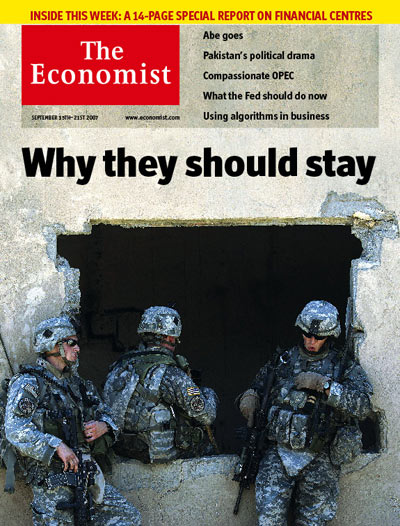 INSIDE THIS WEEK: A 14-PAGE SPECIAL REPORT ON FINANCIAL CENTRES
The
Economist
Abe goes
Pakistan's political drama
Compassionate OPEC
What the Fed should do now
Using algorithms in business
SEPTEMBER 15TH–21ST 2007
www.economist.com
Why they should stay